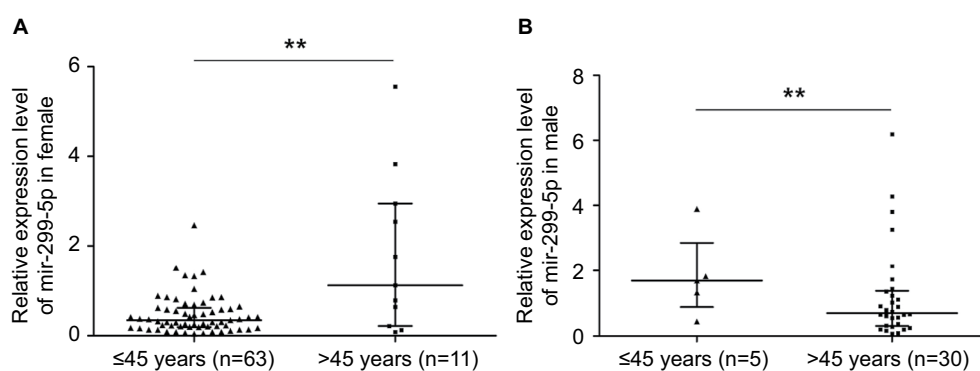 A
Relative expression level
of mir-299-5p in female
6
4
2
0
**
≤45 years (n=63)
>45 years (n=11)
B
Relative expression level
of mir-299-5p in male
8
6
4
2
0
**
≤45 years (n=5)
>45 years (n=30)